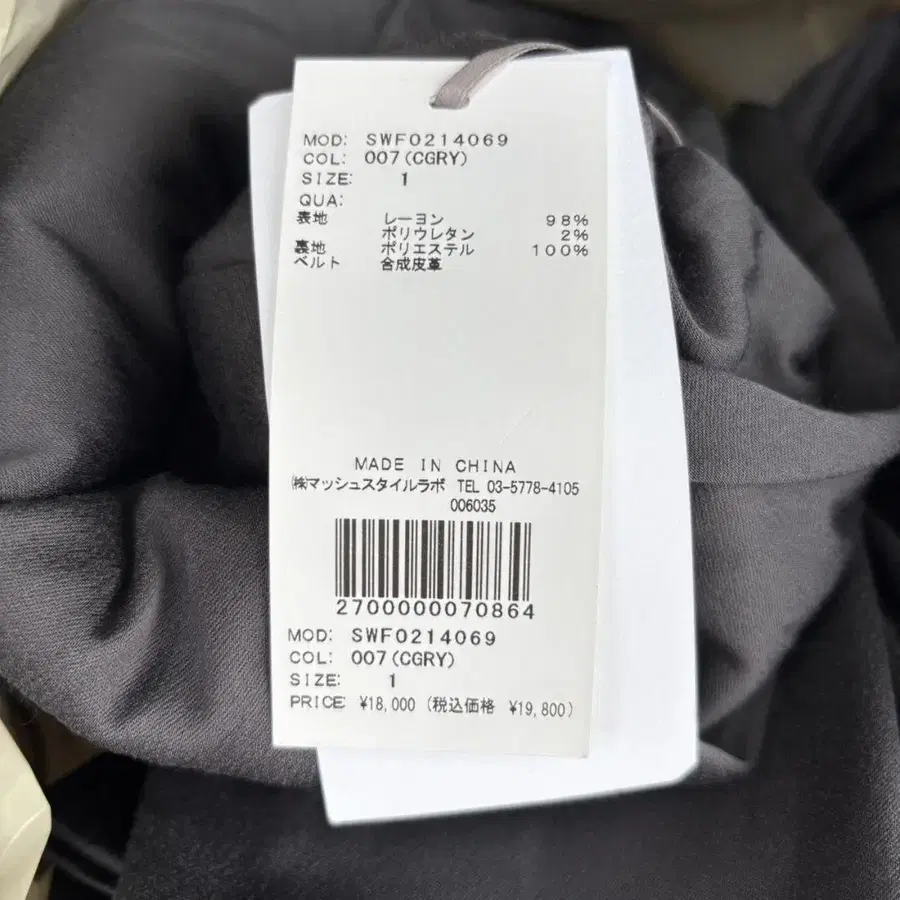 MOD: SWF0214069
COL: 007(CGRY)
SIZE: 1
QUA:
表地 レーヨン 98%
ポリウレタン 2%
裏地 ポリエステル 100%
ベルト 合成皮革
MADE IN CHINA
㈱マッシュスタイルラボ TEL 03-5778-4105
006035
2700000070864
MOD: SWF0214069
COL: 007(CGRY)
SIZE: 1
PRICE: ¥18,000 (税込価格 ¥19,800)